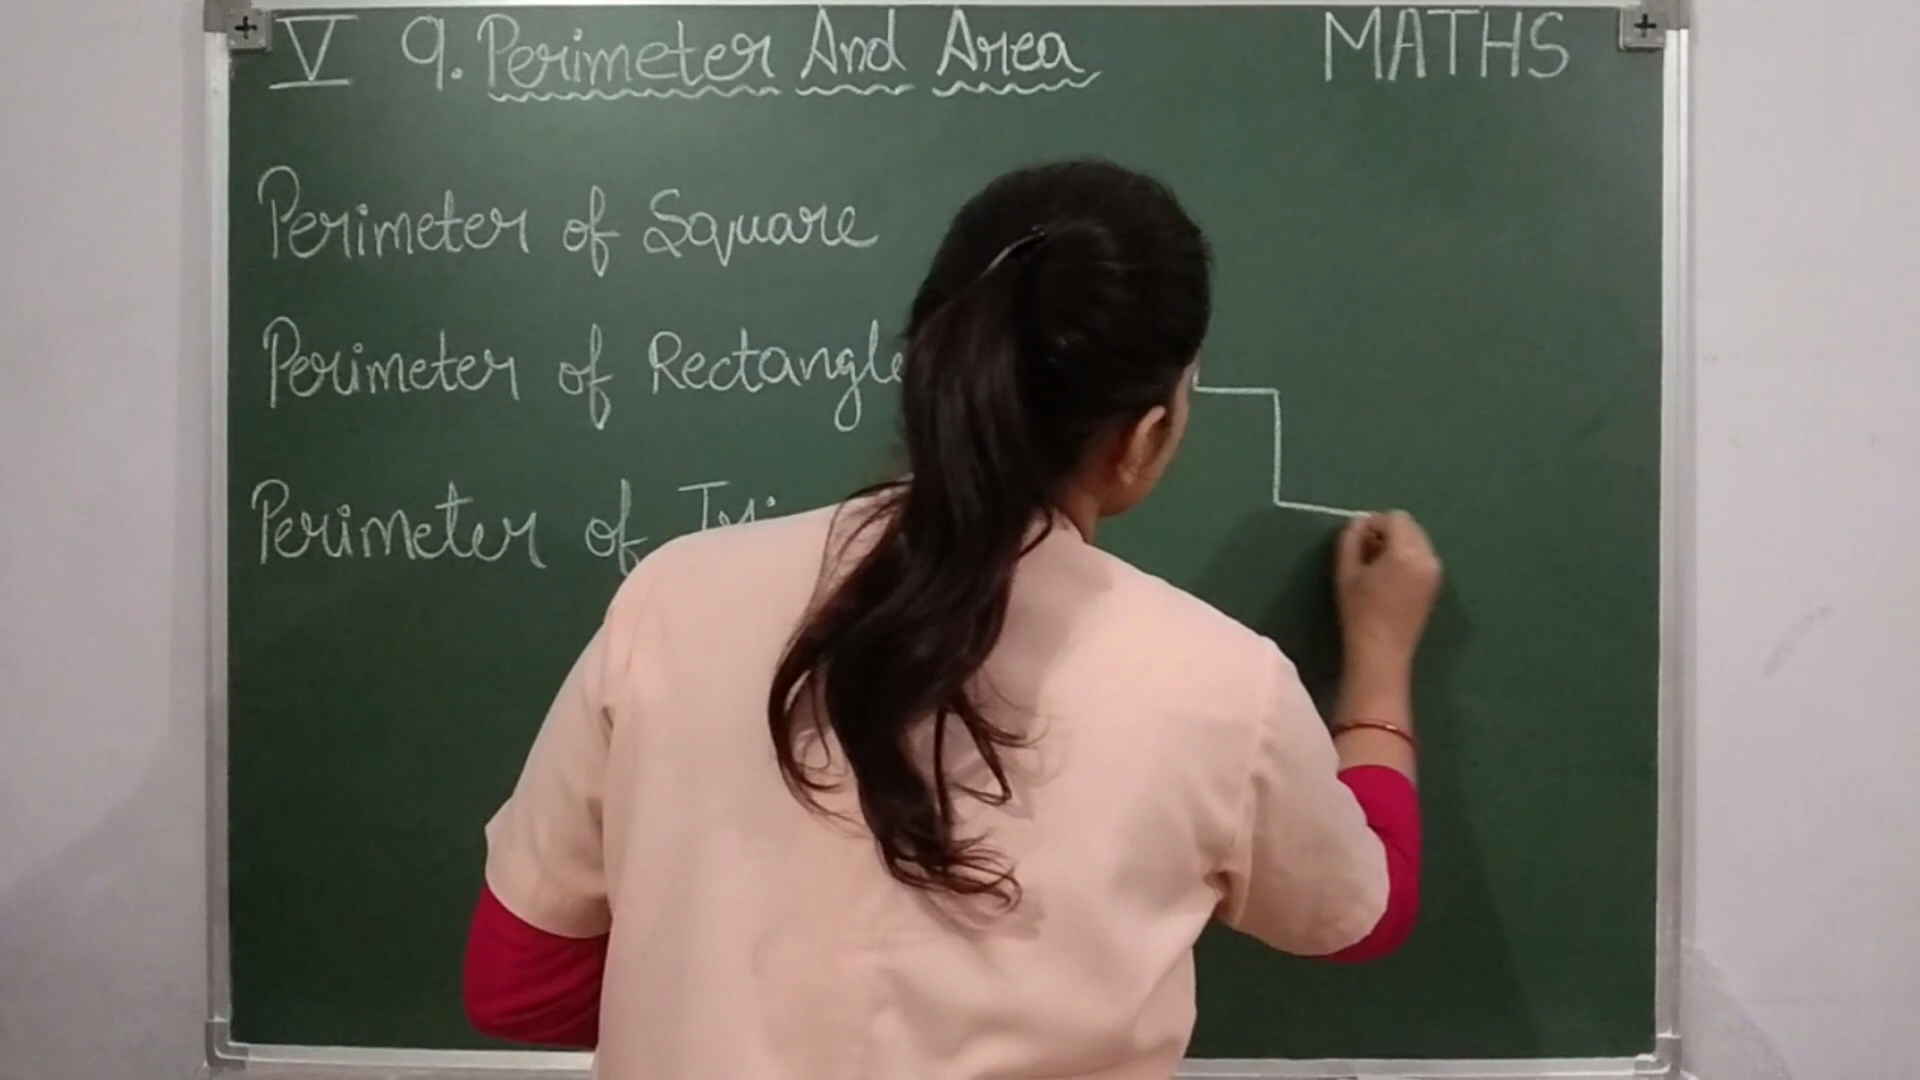 V 9. Perimeter And Area MATHS
Perimeter of Square
Perimeter of Rectangle
Perimeter of